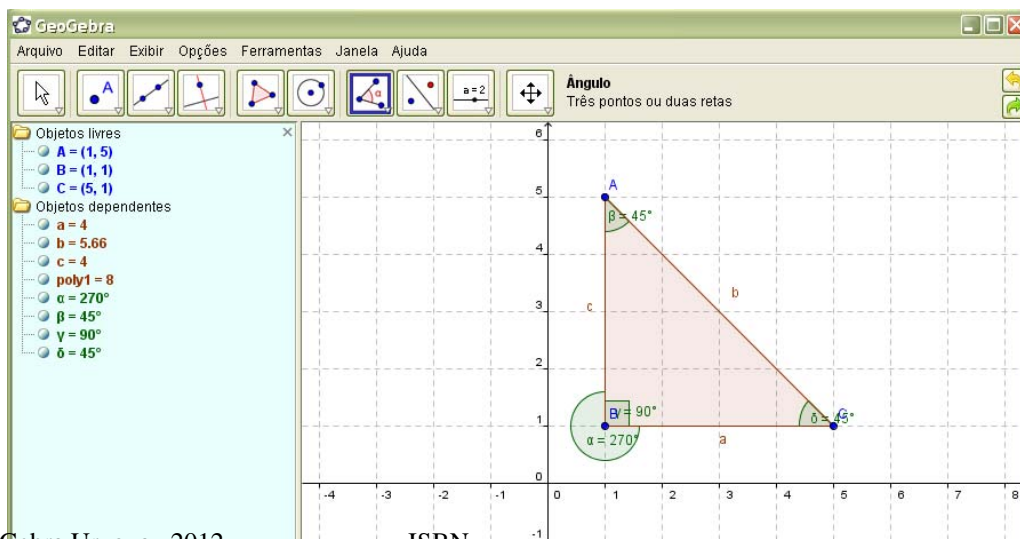 GeoGebra
Arquivo Editar Exibir Opções Ferramentas Janela Ajuda
A
α
a = 2
Ângulo
Três pontos ou duas retas
Objetos livres
A = (1, 5)
B = (1, 1)
C = (5, 1)
Objetos dependentes
a = 4
b = 5.66
c = 4
poly1 = 8
α = 270°
β = 45°
γ = 90°
δ = 45°
6
5
4
3
2
1
0
-1
-4 -3 -2 -1 0 1 2 3 4 5 6 7 8
A
β = 45°
b
c
B γ = 90°
α = 270°
a
δ = 45°
C
2012
ISBN